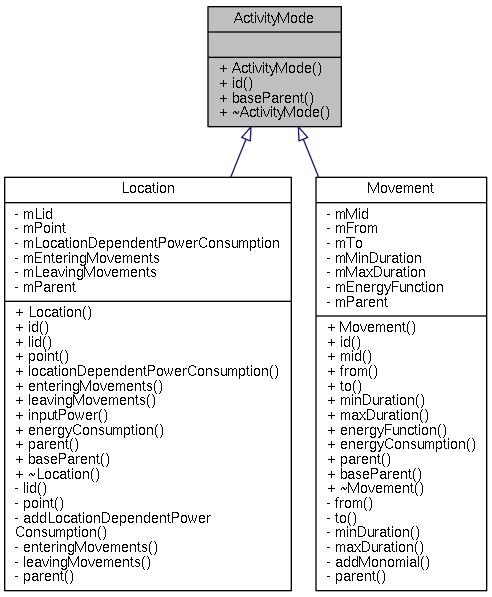 ActivityMode
+ ActivityMode()
+ id()
+ baseParent()
+ ~ActivityMode()
Location
- mLid
- mPoint
- mLocationDependentPowerConsumption
- mEnteringMovements
- mLeavingMovements
- mParent
+ Location()
+ id()
+ lid()
+ point()
+ locationDependentPowerConsumption()
+ enteringMovements()
+ leavingMovements()
+ inputPower()
+ energyConsumption()
+ parent()
+ baseParent()
+ ~Location()
- lid()
- point()
- addLocationDependentPower
Consumption()
- enteringMovements()
- leavingMovements()
- parent()
Movement
- mMid
- mFrom
- mTo
- mMinDuration
- mMaxDuration
- mEnergyFunction
- mParent
+ Movement()
+ id()
+ mid()
+ from()
+ to()
+ minDuration()
+ maxDuration()
+ energyFunction()
+ energyConsumption()
+ parent()
+ baseParent()
+ ~Movement()
- from()
- to()
- minDuration()
- maxDuration()
- addMonomial()
- parent()